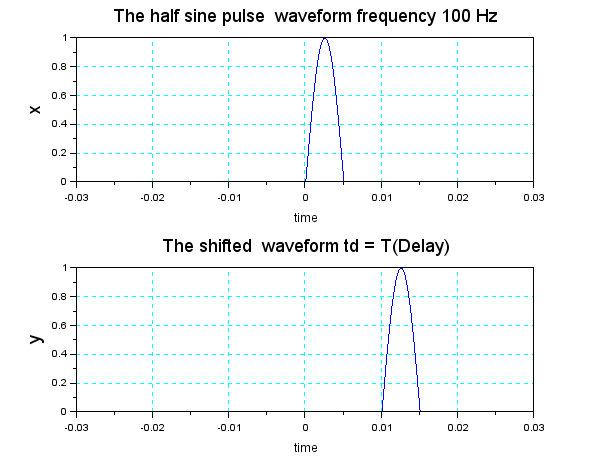 The half sine pulse  waveform frequency 100 Hz
1
0.8
0.6
0.4
0.2
0
x
-0.03 -0.02 -0.01 0 0.01 0.02 0.03
time
The shifted  waveform td = T(Delay)
1
0.8
0.6
0.4
0.2
0
y
-0.03 -0.02 -0.01 0 0.01 0.02 0.03
time